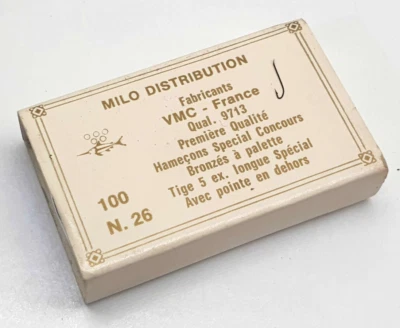 MILO DISTRIBUTION
Fabricants
VMC - France
Qual. 9713
Première Qualité
Hameçons Special Concours
Bronzés à palette
Tige 5 ex. longue Spécial
Avec pointe en dehors
100
N. 26